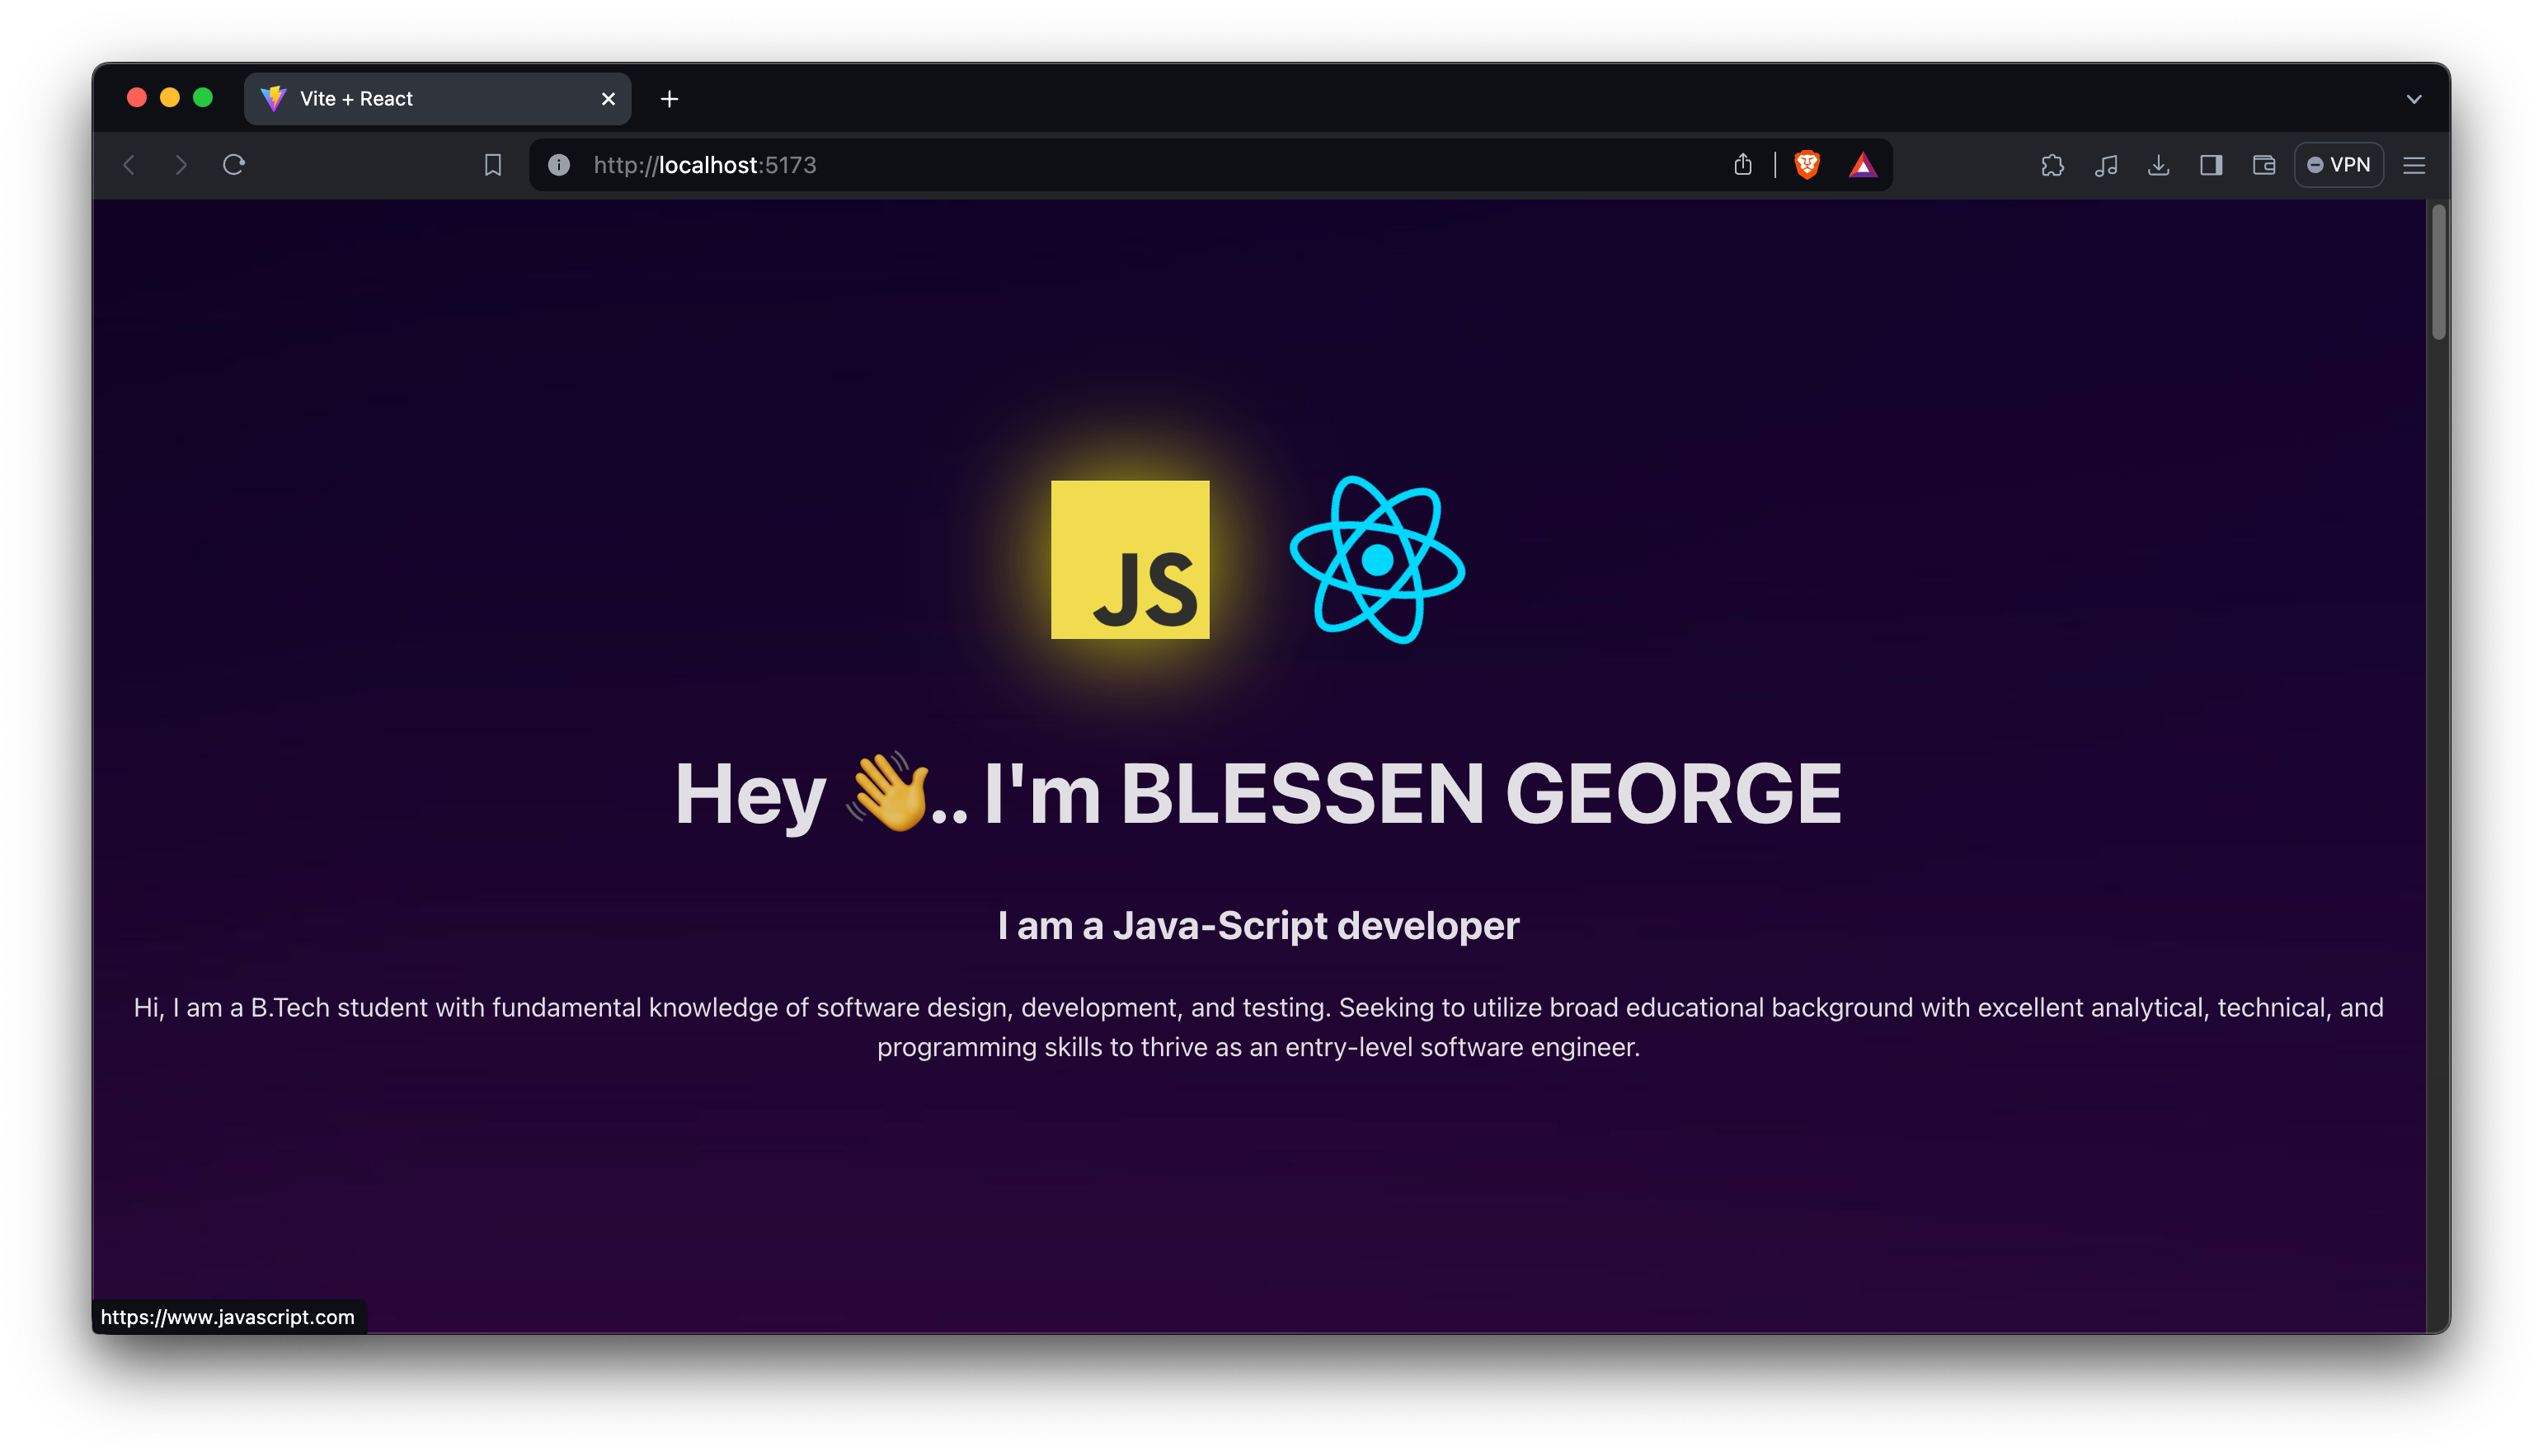 Vite + React
http://localhost:5173
VPN
JS
Hey 👋.. I'm BLESSEN GEORGE
I am a Java-Script developer
Hi, I am a B.Tech student with fundamental knowledge of software design, development, and testing. Seeking to utilize broad educational background with excellent analytical, technical, and
programming skills to thrive as an entry-level software engineer.
https://www.javascript.com